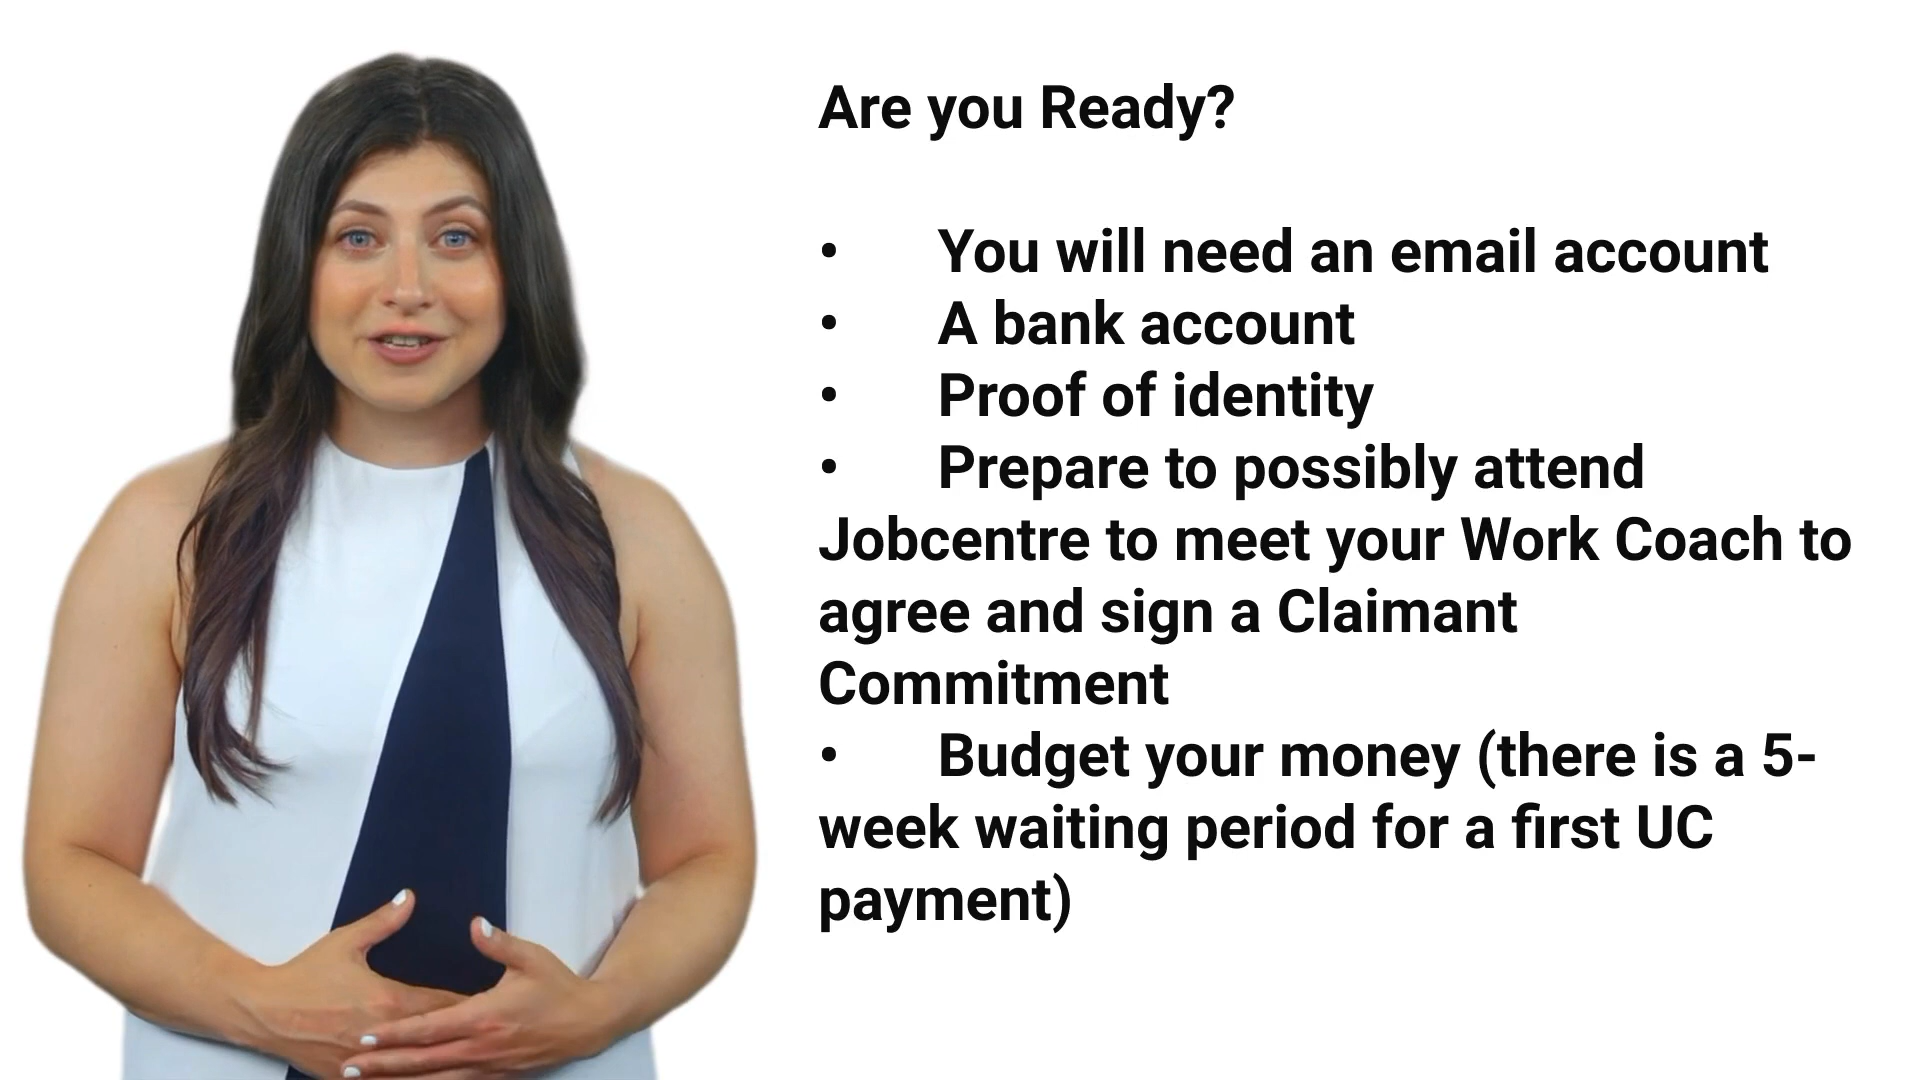 Are you Ready?
• You will need an email account
• A bank account
• Proof of identity
• Prepare to possibly attend
Jobcentre to meet your Work Coach to
agree and sign a Claimant
Commitment
• Budget your money (there is a 5-
week waiting period for a first UC
payment)